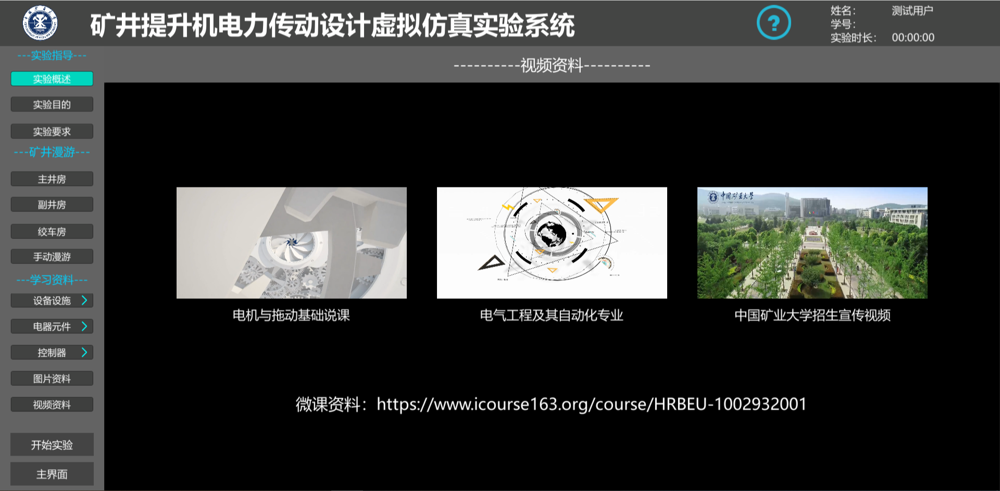 矿井提升机电力传动设计虚拟仿真实验系统
?
姓名： 测试用户
学号：
实验时长： 00:00:00
---实验指导---
实验概述
实验目的
实验要求
---矿井漫游---
主井房
副井房
绞车房
手动漫游
---学习资料---
设备设施
电器元件
控制器
图片资料
视频资料
开始实验
主界面
----------视频资料----------
中国矿业大学
电机与拖动基础说课
电气工程及其自动化专业
中国矿业大学招生宣传视频
微课资料：https://www.icourse163.org/course/HRBEU-1002932001